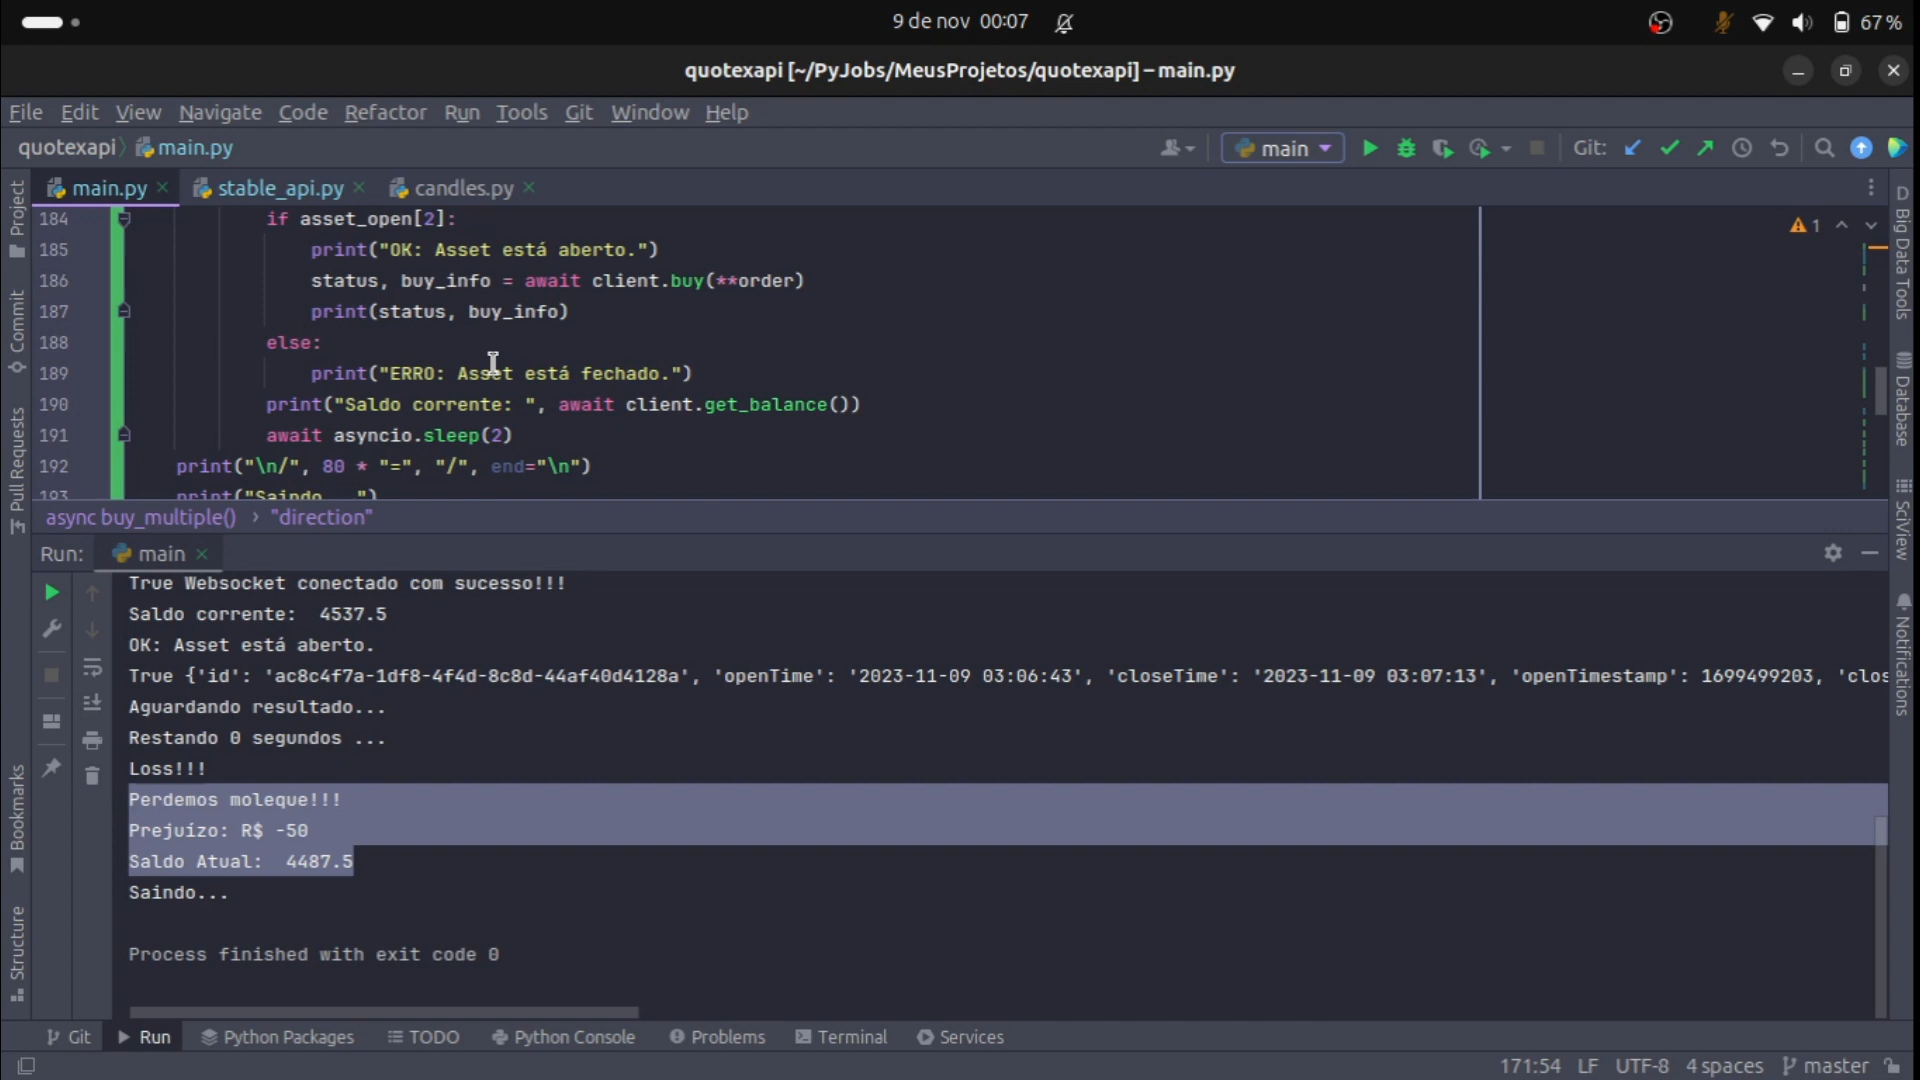 9 de nov 00:07
67 %
quotexapi [~/PyJobs/MeusProjetos/quotexapi] – main.py
File Edit View Navigate Code Refactor Run Tools Git Window Help
quotexapi main.py
main
Git:
main.py stable_api.py candles.py
184 if asset_open[2]:
185 print("OK: Asset está aberto.")
186 status, buy_info = await client.buy(**order)
187 print(status, buy_info)
188 else:
189 print("ERRO: Asset está fechado.")
190 print("Saldo corrente: ", await client.get_balance())
191 await asyncio.sleep(2)
192 print("\n/", 80 * "=", "/", end="\n")
193 print("Saindo...")
1
async buy_multiple() › "direction"
Run: main
True Websocket conectado com sucesso!!!
Saldo corrente:  4537.5
OK: Asset está aberto.
True {'id': 'ac8c4f7a-1df8-4f4d-8c8d-44af40d4128a', 'openTime': '2023-11-09 03:06:43', 'closeTime': '2023-11-09 03:07:13', 'openTimestamp': 1699499203, 'clos
Aguardando resultado...
Restando 0 segundos ...
Loss!!!
Perdemos moleque!!!
Prejuízo: R$ -50
Saldo Atual:  4487.5
Saindo...
Process finished with exit code 0
Project
Commit
Pull Requests
Bookmarks
Structure
D
Big Data Tools
Database
SciView
Notifications
Git Run Python Packages TODO Python Console Problems Terminal Services
171:54 LF UTF-8 4 spaces master